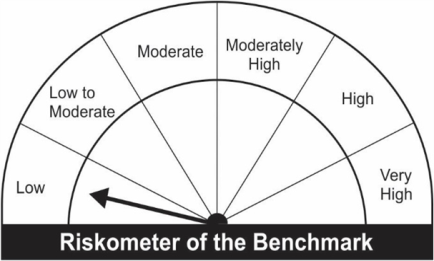 Low
Low to
Moderate
Moderate
Moderately
High
High
Very
High
Riskometer of the Benchmark